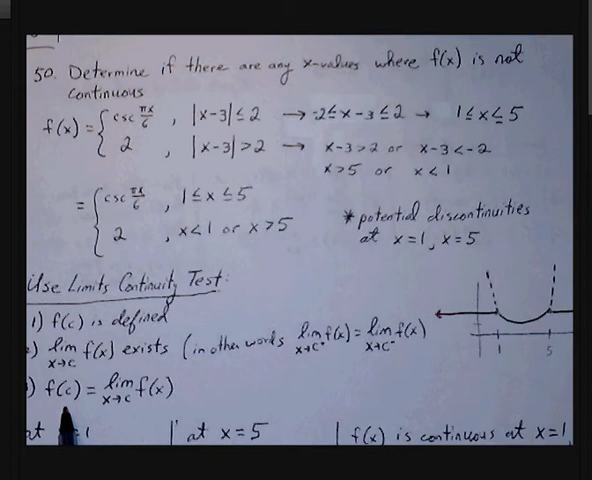 50. Determine if there are any x-values where f(x) is not
continuous
f(x) = { csc πx/6 , |x-3| ≤ 2 → -2 ≤ x-3 ≤ 2 → 1 ≤ x ≤ 5
2 , |x-3| > 2 → x-3 > 2 or x-3 < -2
x > 5 or x < 1
= { csc πx/6 , 1 ≤ x ≤ 5
2 , x < 1 or x > 5
* potential discontinuities
at x = 1, x = 5
Use Limits Continuity Test:
1) f(c) is defined
) lim x→c f(x) exists (in other words lim x→c⁺ f(x) = lim x→c⁻ f(x)
) f(c) = lim x→c f(x)
1 5
at = 1 | at x = 5 | f(x) is continuous at x = 1